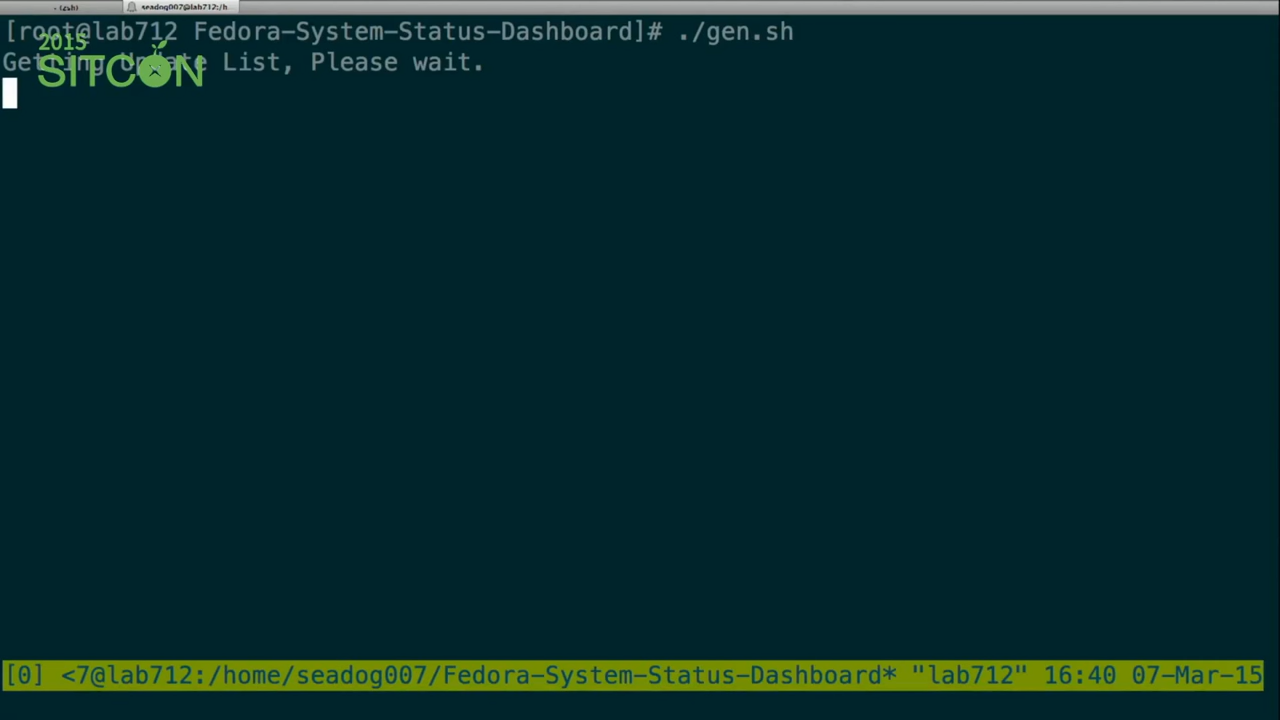 - (zsh)
seadog007@lab712:/h
[root@lab712 Fedora-System-Status-Dashboard]# ./gen.sh
Getting Update List, Please wait.
2015
SITCON
[0] <7@lab712:/home/seadog007/Fedora-System-Status-Dashboard* "lab712" 16:40 07-Mar-15